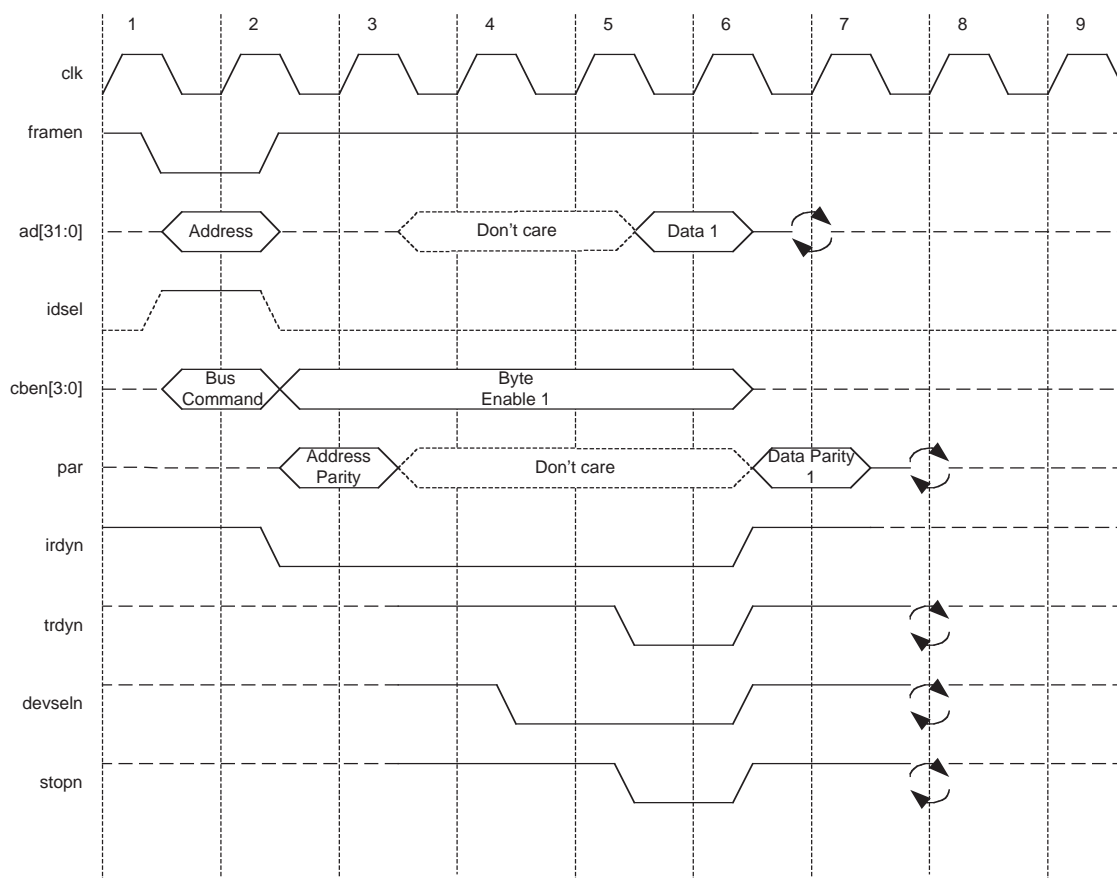 1 2 3 4 5 6 7 8 9
clk
framen
ad[31:0] Address Don't care Data 1
idsel
cben[3:0] Bus Command Byte Enable 1
par Address Parity Don't care Data Parity 1
irdyn
trdyn
devseln
stopn